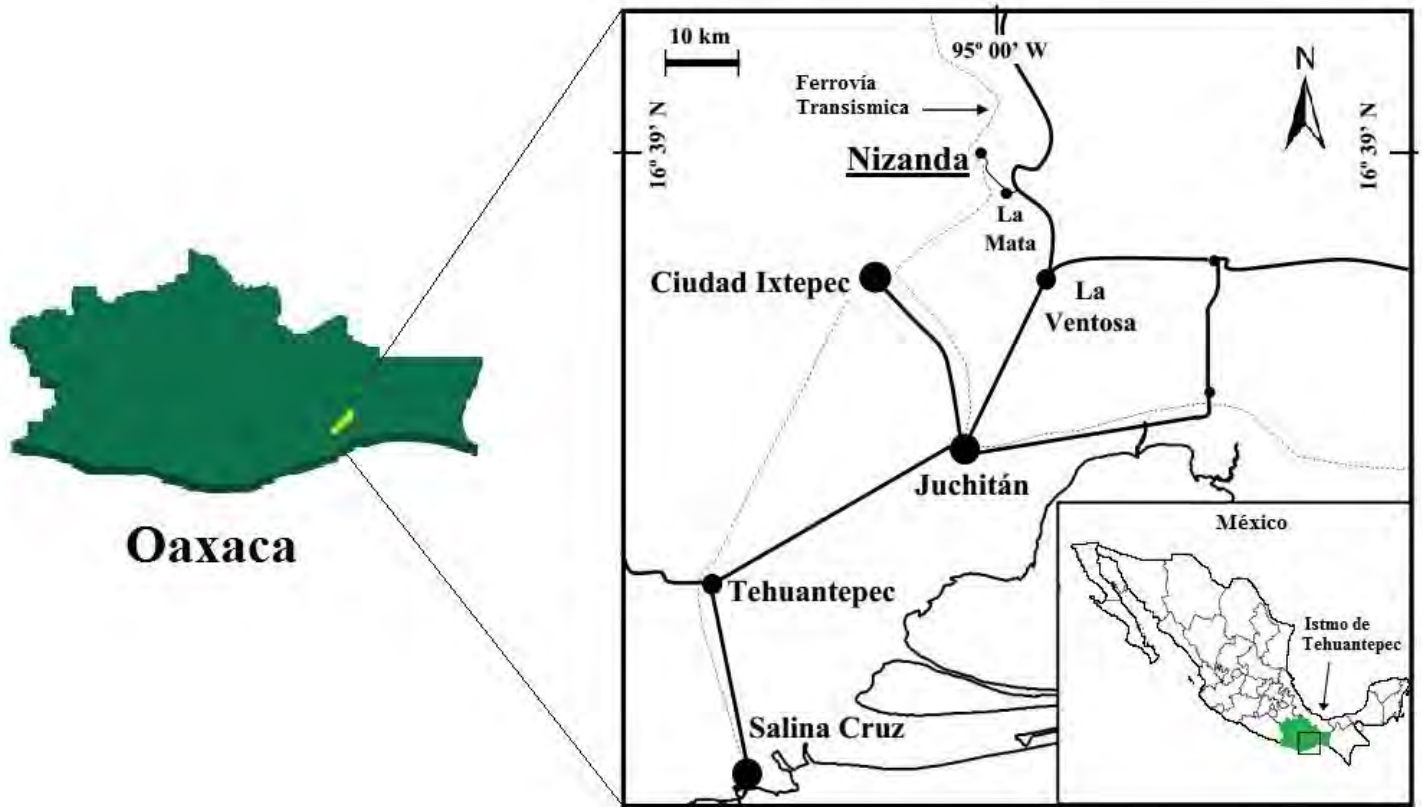 10 km
95º 00' W
N
Ferrovía
Transismica
16º 39' N
16º 39' N
Nizanda
La
Mata
Ciudad Ixtepec
La
Ventosa
Juchitán
Oaxaca
México
Tehuantepec
Istmo de
Tehuantepec
Salina Cruz